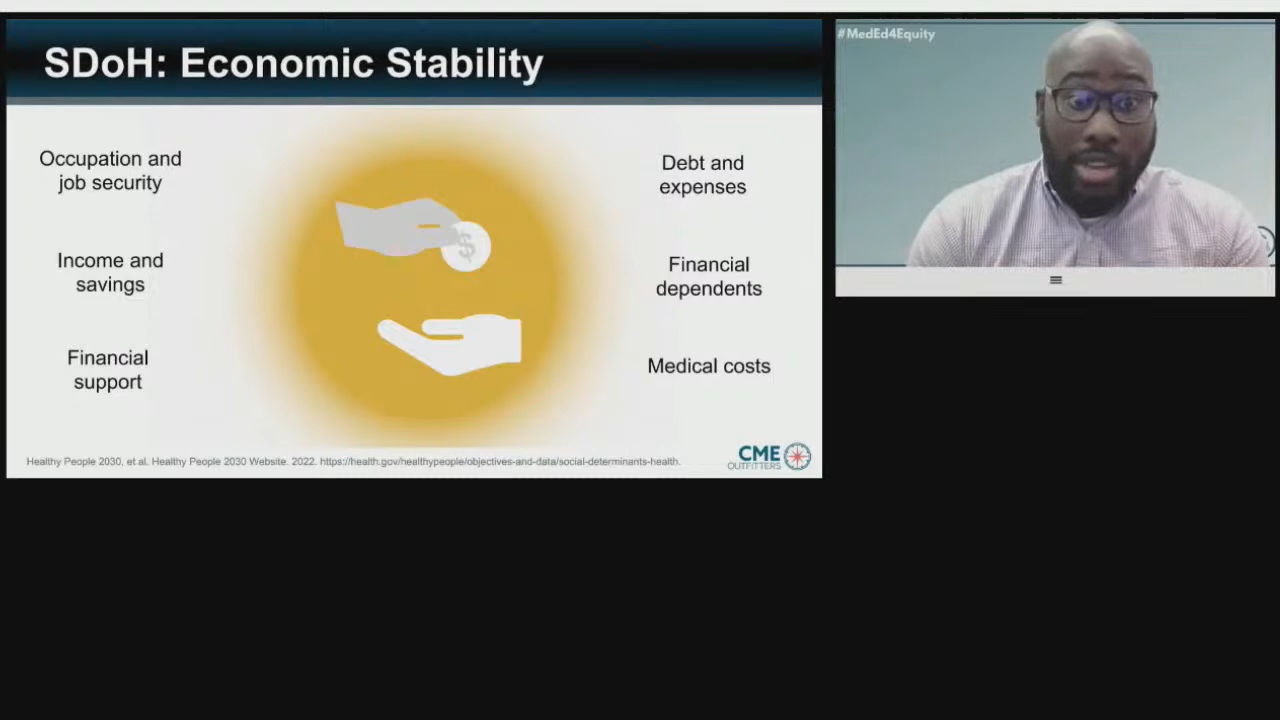 SDoH: Economic Stability
Occupation and
job security
Income and
savings
Financial
support
$
Debt and
expenses
Financial
dependents
Medical costs
Healthy People 2030, et al. Healthy People 2030 Website. 2022. https://health.gov/healthypeople/objectives-and-data/social-determinants-health.
CME
OUTFITTERS
#MedEd4Equity